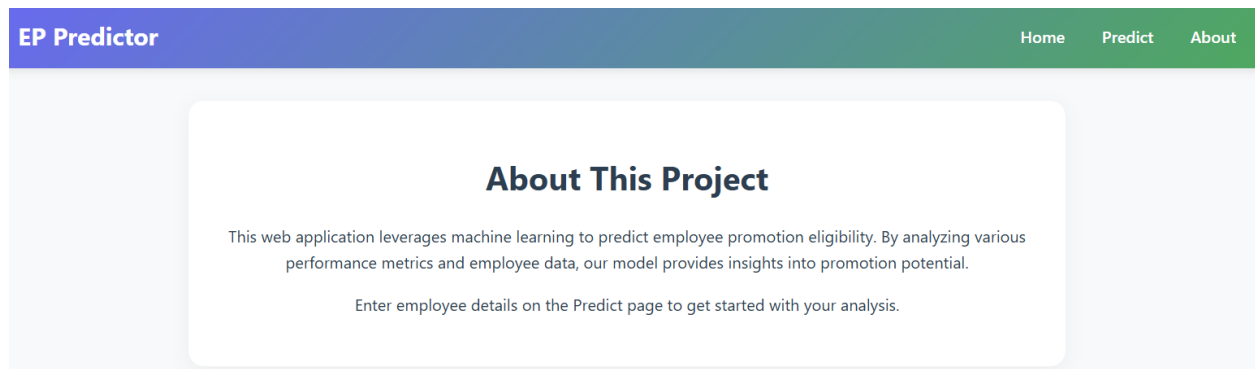 EP Predictor
Home Predict About
About This Project
This web application leverages machine learning to predict employee promotion eligibility. By analyzing various
performance metrics and employee data, our model provides insights into promotion potential.
Enter employee details on the Predict page to get started with your analysis.